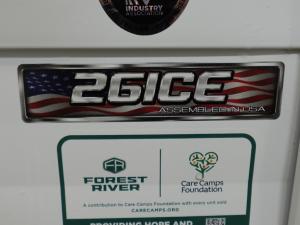 INDUSTRY
ASSOCIATION
26ICE
ASSEMBLED IN USA
FOREST RIVER
Care Camps Foundation
A contribution to Care Camps Foundation with every unit sold
CARECAMPS.ORG
PROVIDING HOPE AND